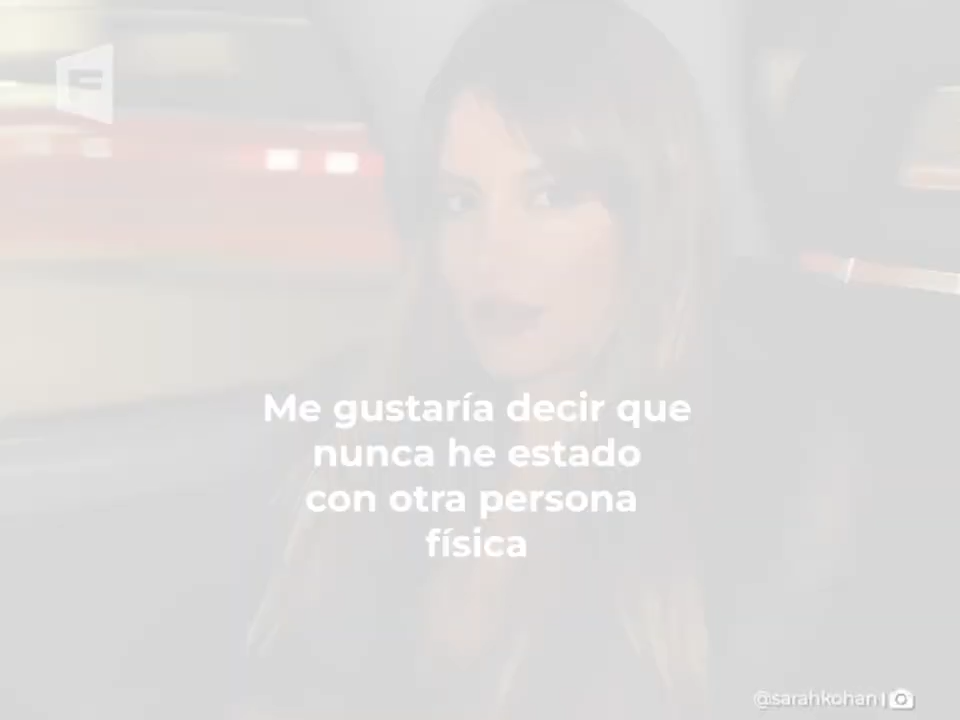 Me gustaría decir que
nunca he estado
con otra persona
física
@sarahkohan |